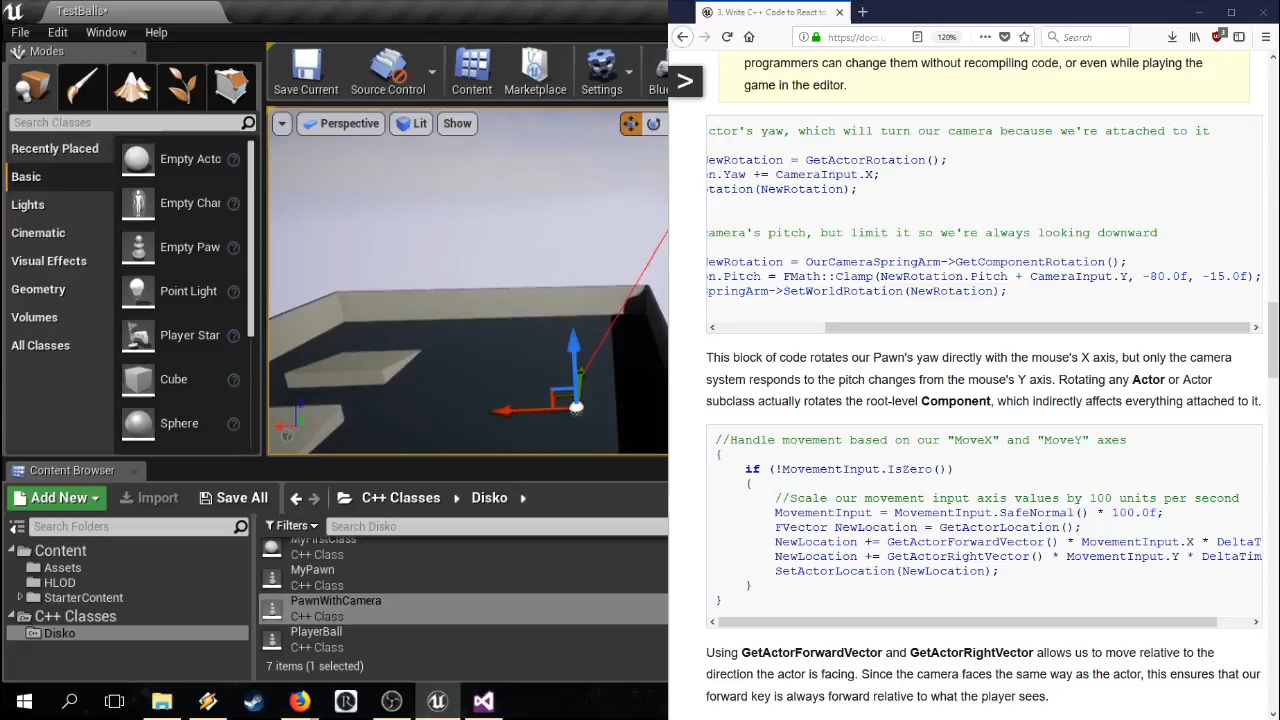 TestBalls*
File Edit Window Help
Modes
Search Classes
Recently Placed
Basic
Lights
Cinematic
Visual Effects
Geometry
Volumes
All Classes
Empty Acto
Empty Char
Empty Paw
Point Light
Player Star
Cube
Sphere
Save Current
Source Control
Content
Marketplace
Settings
Perspective
Lit
Show
Content Browser
Add New
Import
Save All
C++ Classes
Disko
Search Folders
Filters
Search Disko
Content
Assets
HLOD
StarterContent
C++ Classes
Disko
MyFirstClass
C++ Class
MyPawn
C++ Class
PawnWithCamera
C++ Class
PlayerBall
C++ Class
7 items (1 selected)
3. Write C++ Code to React to
https://docs.u
120%
Search
programmers can change them without recompiling code, or even while playing the
game in the editor.
>
ctor's yaw, which will turn our camera because we're attached to it
NewRotation = GetActorRotation();
n.Yaw += CameraInput.X;
tation(NewRotation);
camera's pitch, but limit it so we're always looking downward
NewRotation = OurCameraSpringArm->GetComponentRotation();
n.Pitch = FMath::Clamp(NewRotation.Pitch + CameraInput.Y, -80.0f, -15.0f);
SpringArm->SetWorldRotation(NewRotation);
This block of code rotates our Pawn's yaw directly with the mouse's X axis, but only the camera
system responds to the pitch changes from the mouse's Y axis. Rotating any Actor or Actor
subclass actually rotates the root-level Component, which indirectly affects everything attached to it.
//Handle movement based on our "MoveX" and "MoveY" axes
{
if (!MovementInput.IsZero())
{
//Scale our movement input axis values by 100 units per second
MovementInput = MovementInput.SafeNormal() * 100.0f;
FVector NewLocation = GetActorLocation();
NewLocation += GetActorForwardVector() * MovementInput.X * DeltaT
NewLocation += GetActorRightVector() * MovementInput.Y * DeltaTim
SetActorLocation(NewLocation);
}
}
Using GetActorForwardVector and GetActorRightVector allows us to move relative to the
direction the actor is facing. Since the camera faces the same way as the actor, this ensures that our
forward key is always forward relative to what the player sees.